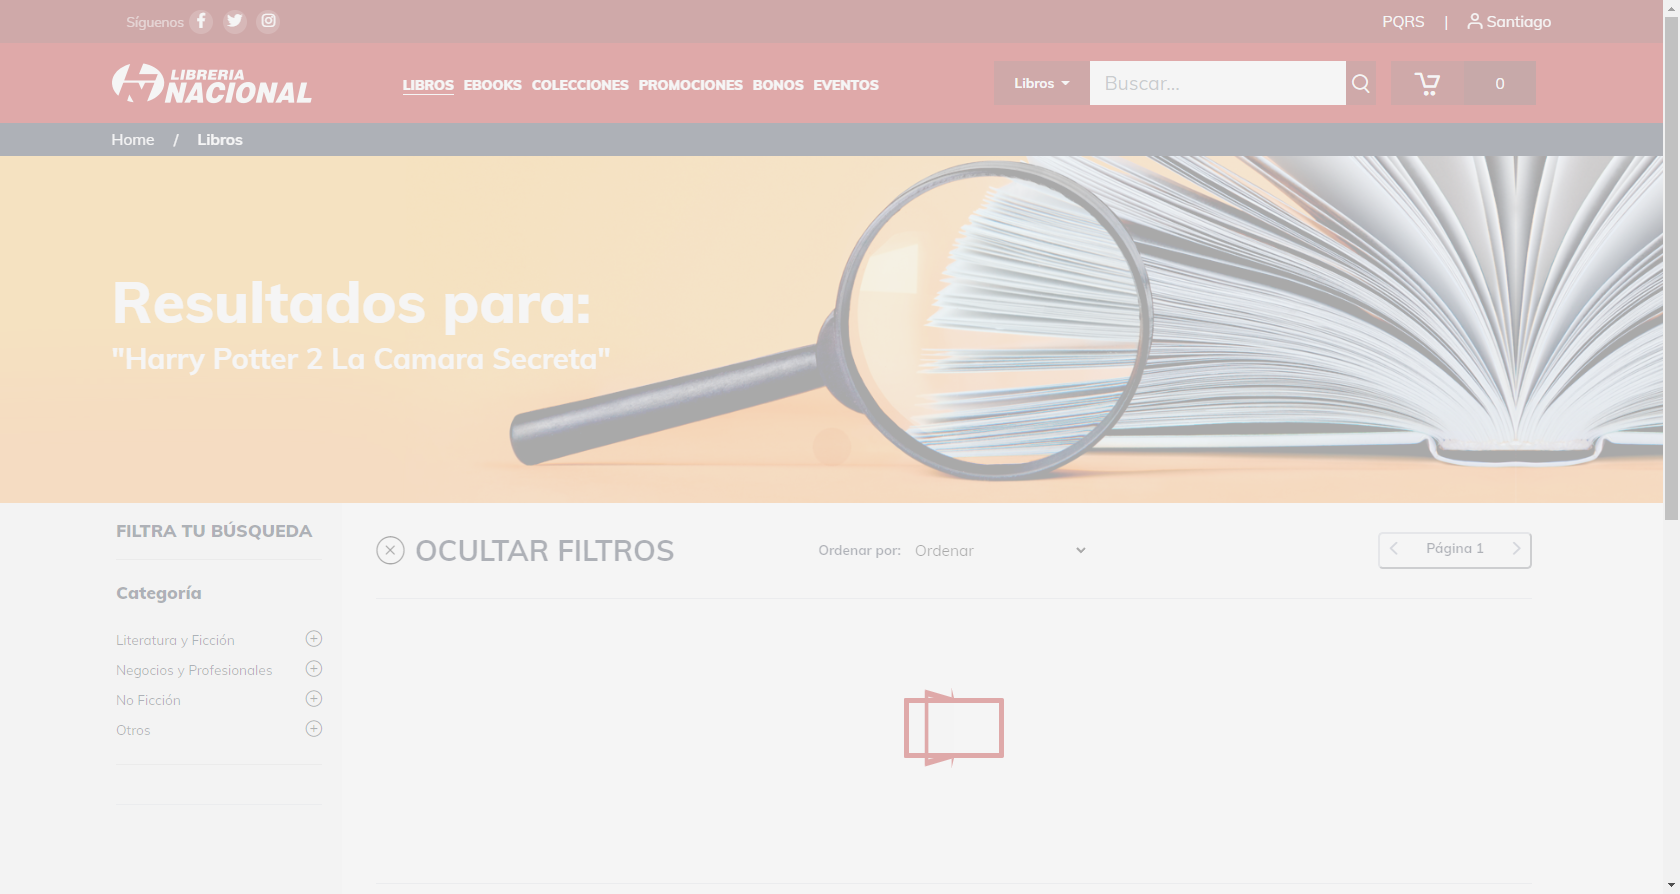 Síguenos
PQRS | Santiago
LIBRERIA
NACIONAL
LIBROS EBOOKS COLECCIONES PROMOCIONES BONOS EVENTOS
Libros
Buscar...
0
Home / Libros
Resultados para:
"Harry Potter 2 La Camara Secreta"
FILTRA TU BÚSQUEDA
Categoría
Literatura y Ficción
Negocios y Profesionales
No Ficción
Otros
OCULTAR FILTROS
Ordenar por: Ordenar
Página 1